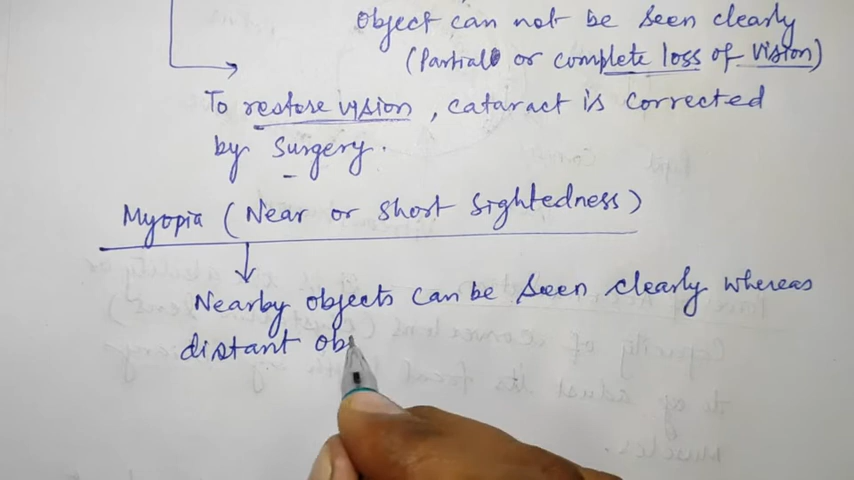 object can not be seen clearly
(Partial or complete loss of vision)
To restore vision, cataract is corrected
by surgery.
Myopia (Near or short sightedness)
Nearby objects can be seen clearly whereas
distant ob